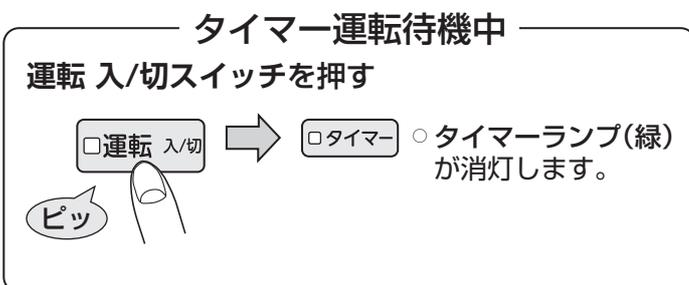 タイマー運転待機中
運転 入/切スイッチを押す
運転 入/切
タイマー
○ タイマーランプ(緑)
が消灯します。
ピッ